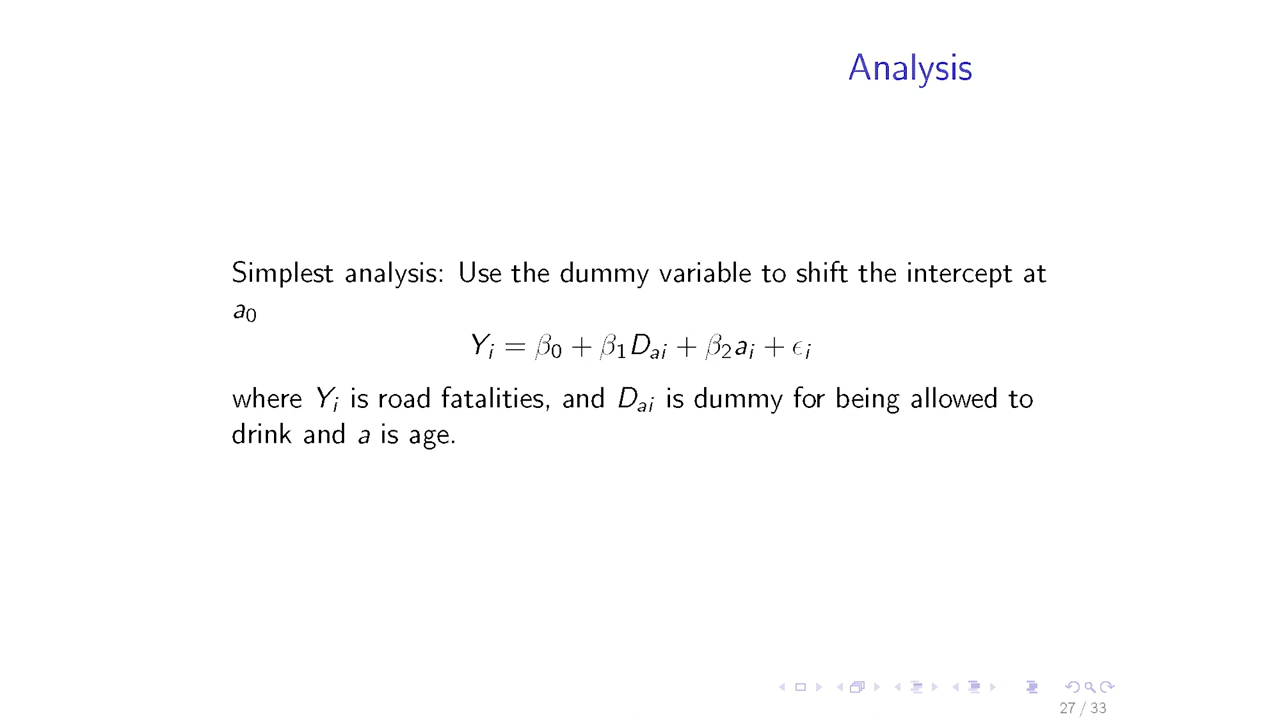 Analysis
Simplest analysis: Use the dummy variable to shift the intercept at
a₀
Yᵢ = β₀ + β₁Dₐᵢ + β₂aᵢ + ϵᵢ
where Yᵢ is road fatalities, and Dₐᵢ is dummy for being allowed to
drink and a is age.
27 / 33